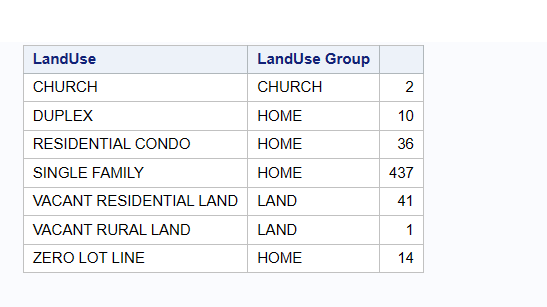 LandUse LandUse Group
CHURCH CHURCH 2
DUPLEX HOME 10
RESIDENTIAL CONDO HOME 36
SINGLE FAMILY HOME 437
VACANT RESIDENTIAL LAND LAND 41
VACANT RURAL LAND LAND 1
ZERO LOT LINE HOME 14